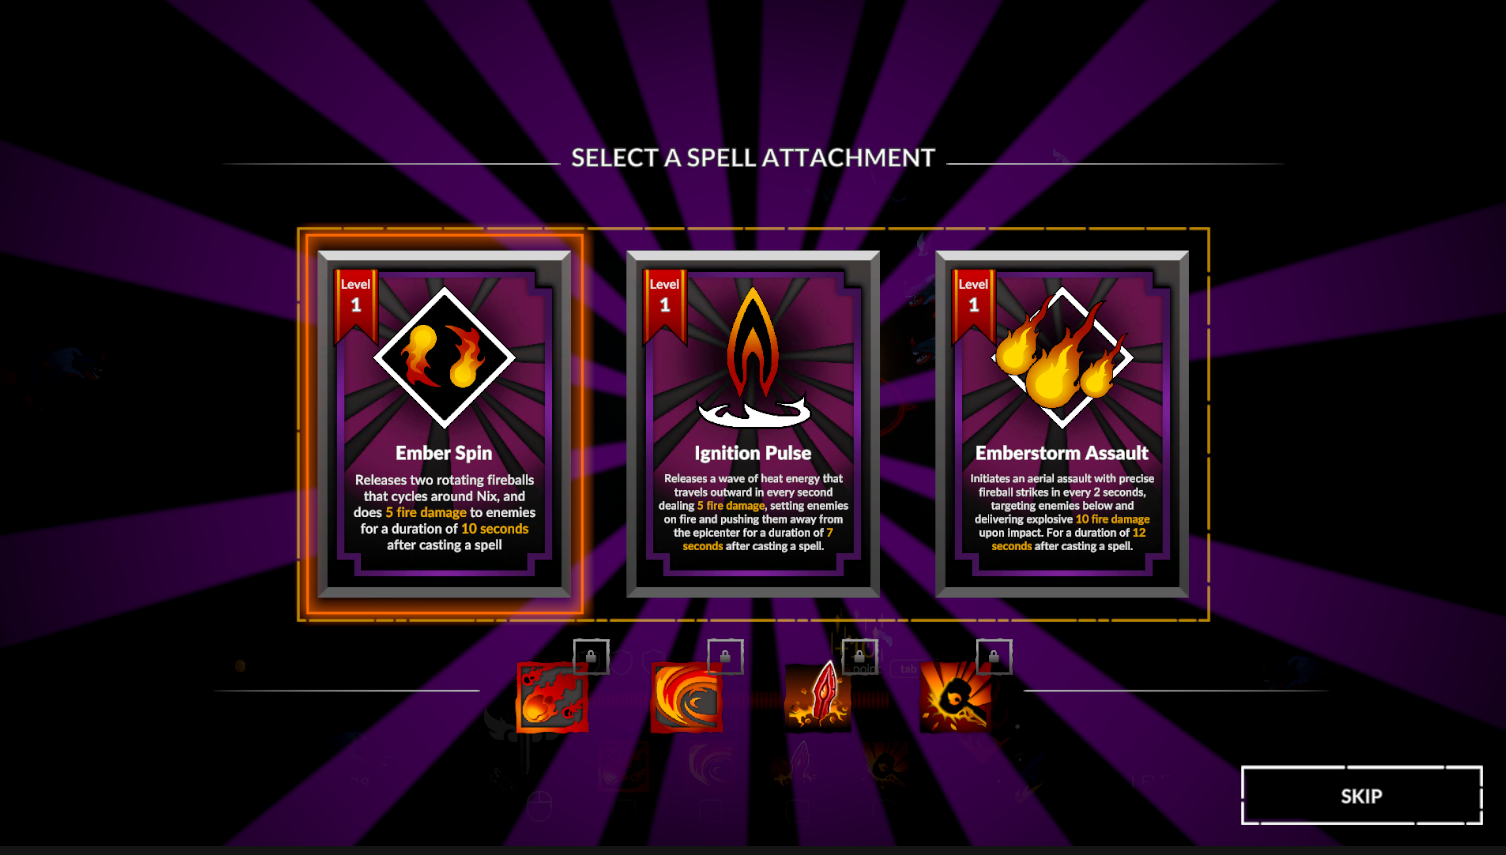 SELECT A SPELL ATTACHMENT
Level
1
Ember Spin
Releases two rotating fireballs
that cycles around Nix, and
does 5 fire damage to enemies
for a duration of 10 seconds
after casting a spell
Level
1
Ignition Pulse
Releases a wave of heat energy that
travels outward in every second
dealing 5 fire damage, setting enemies
on fire and pushing them away from
the epicenter for a duration of 7
seconds after casting a spell.
Level
1
Emberstorm Assault
Initiates an aerial assault with precise
fireball strikes in every 2 seconds,
targeting enemies below and
delivering explosive 10 fire damage
upon impact. For a duration of 12
seconds after casting a spell.
tab
SKIP